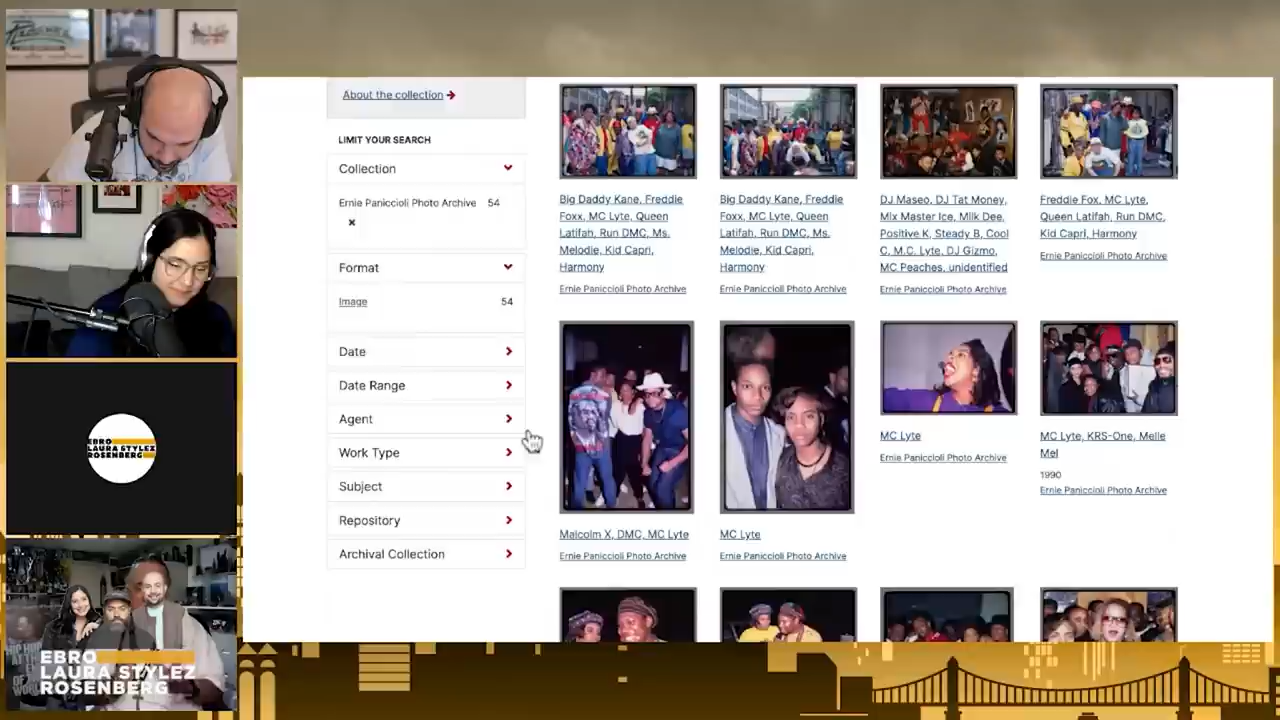 EBRO
LAURA STYLEZ
ROSENBERG
EBRO
LAURA STYLEZ
ROSENBERG
About the collection
LIMIT YOUR SEARCH
Collection
Ernie Paniccioli Photo Archive 54
Format
Image 54
Date
Date Range
Agent
Work Type
Subject
Repository
Archival Collection
Big Daddy Kane, Freddie
Foxx, MC Lyte, Queen
Latifah, Run DMC, Ms.
Melodie, Kid Capri,
Harmony
Ernie Paniccioli Photo Archive
Big Daddy Kane, Freddie
Foxx, MC Lyte, Queen
Latifah, Run DMC, Ms.
Melodie, Kid Capri,
Harmony
Ernie Paniccioli Photo Archive
DJ Maseo, DJ Tat Money,
Mix Master Ice, Milk Dee,
Positive K, Steady B, Cool
C, M.C. Lyte, DJ Gizmo,
MC Peaches, unidentified
Ernie Paniccioli Photo Archive
Freddie Fox, MC Lyte,
Queen Latifah, Run DMC,
Kid Capri, Harmony
Ernie Paniccioli Photo Archive
Malcolm X, DMC, MC Lyte
Ernie Paniccioli Photo Archive
MC Lyte
Ernie Paniccioli Photo Archive
MC Lyte
Ernie Paniccioli Photo Archive
MC Lyte, KRS-One, Melle
Mel
1990
Ernie Paniccioli Photo Archive